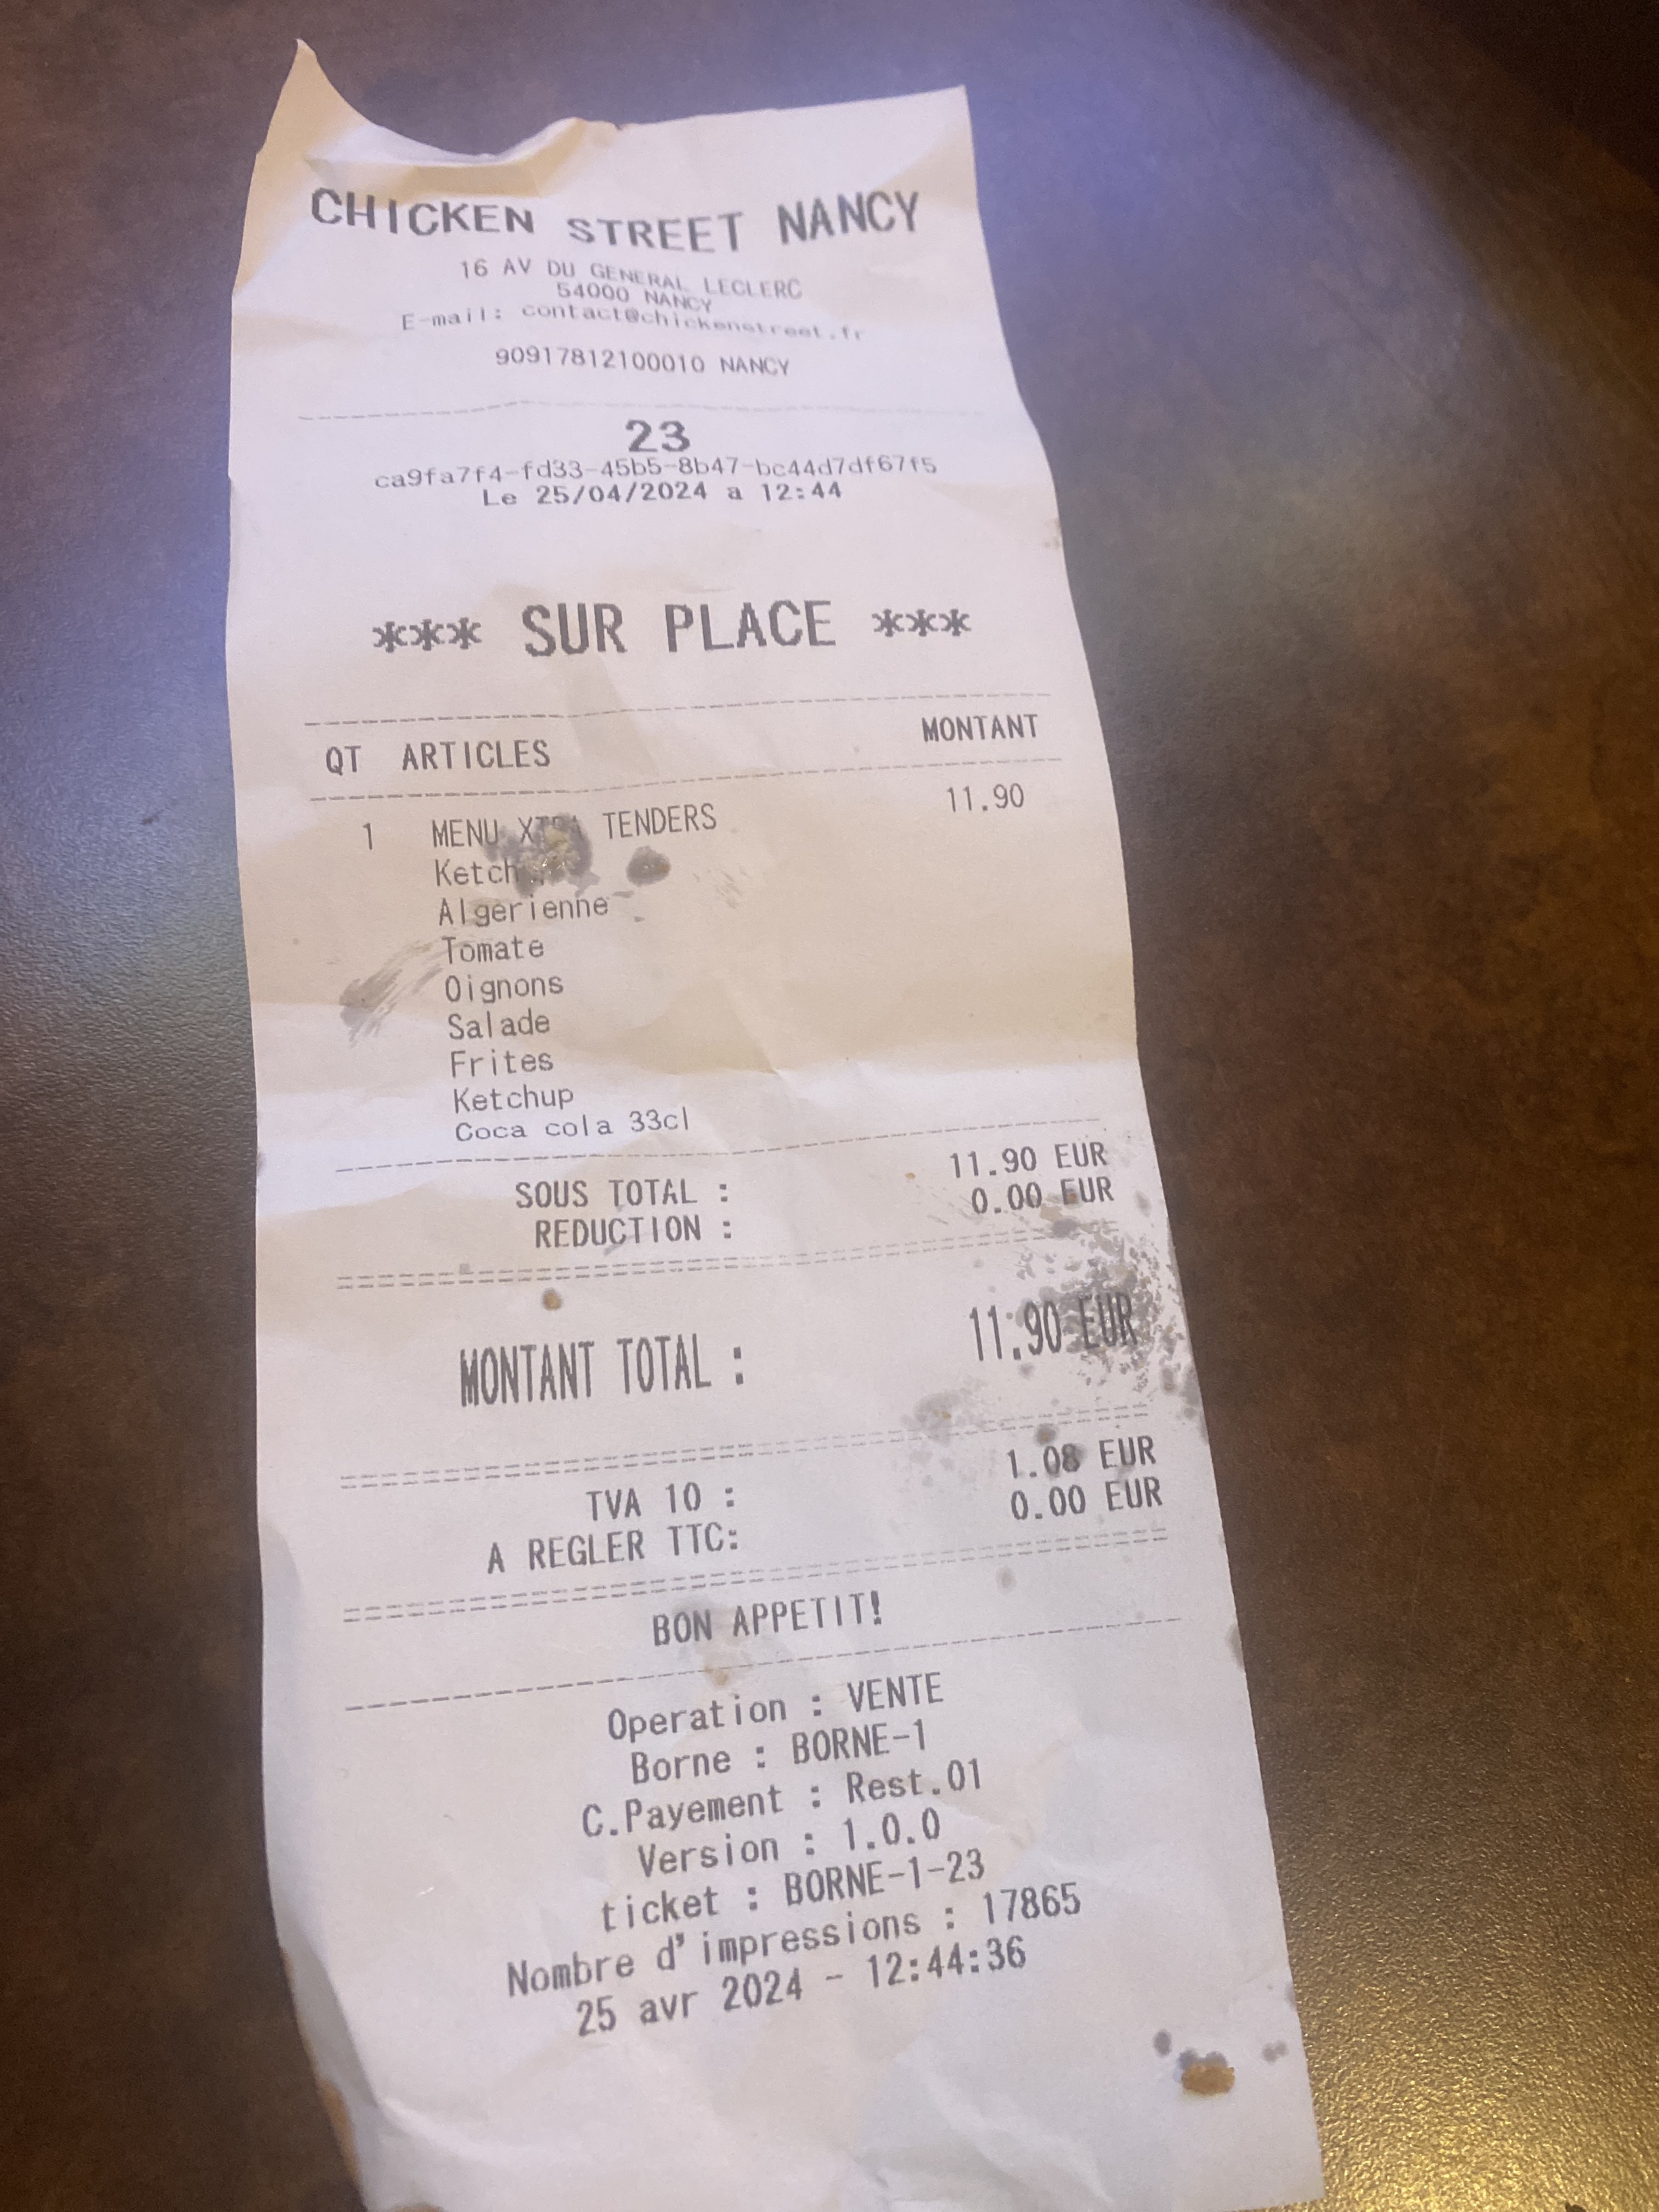 CHICKEN STREET NANCY
16 AV DU GENERAL LECLERC
54000 NANCY
E-mail: contact@chickenstreet.fr
90917812100010 NANCY
23
ca9fa7f4-fd33-45b5-8b47-bc44d7df67f5
Le 25/04/2024 a 12:44
*** SUR PLACE ***
QT ARTICLES MONTANT
1 MENU XTRA TENDERS 11.90
Ketchup
Algerienne
Tomate
Oignons
Salade
Frites
Ketchup
Coca cola 33cl
SOUS TOTAL : 11.90 EUR
REDUCTION : 0.00 EUR
MONTANT TOTAL : 11.90 EUR
TVA 10 : 1.08 EUR
A REGLER TTC: 0.00 EUR
BON APPETIT!
Operation : VENTE
Borne : BORNE-1
C.Payement : Rest.01
Version : 1.0.0
ticket : BORNE-1-23
Nombre d'impressions : 17865
25 avr 2024 - 12:44:36